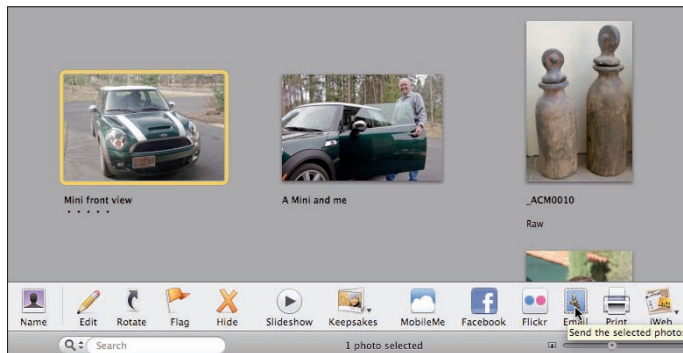 Mini front view
A Mini and me
_ACM0010
Raw
Name Edit Rotate Flag Hide Slideshow Keepsakes MobileMe Facebook Flickr Email Print iWeb
Send the selected photos
Search
1 photo selected